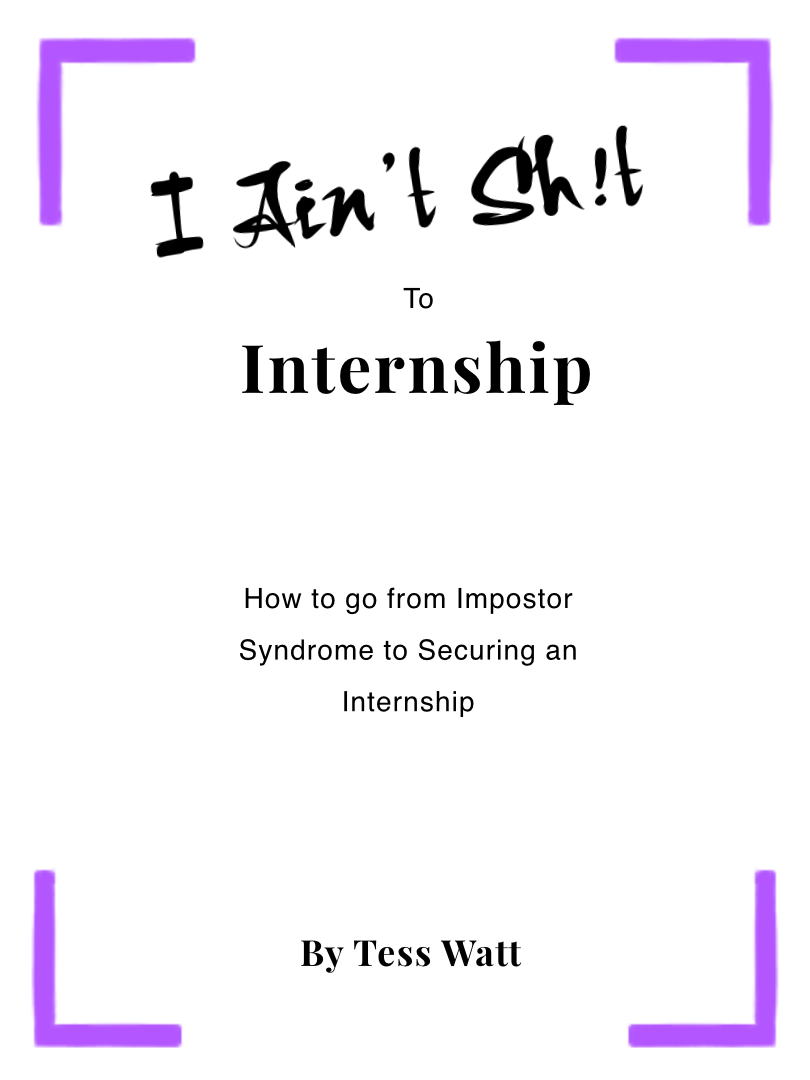 I Ain't Sh!t
To
Internship
How to go from Impostor
Syndrome to Securing an
Internship
By Tess Watt